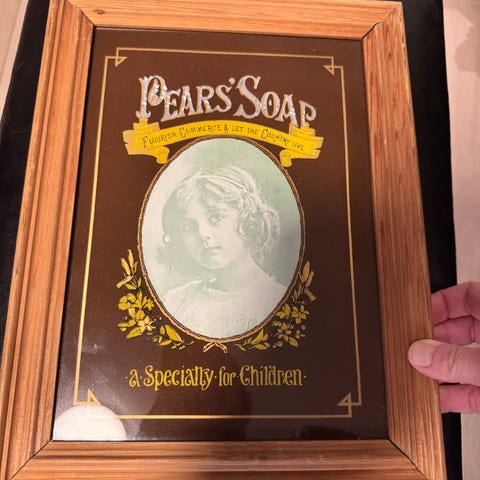 PEARS' SOAP
FLOURISH COMMERCE & LET THE COUNTRY LIVE
·a Specialty·for Children·